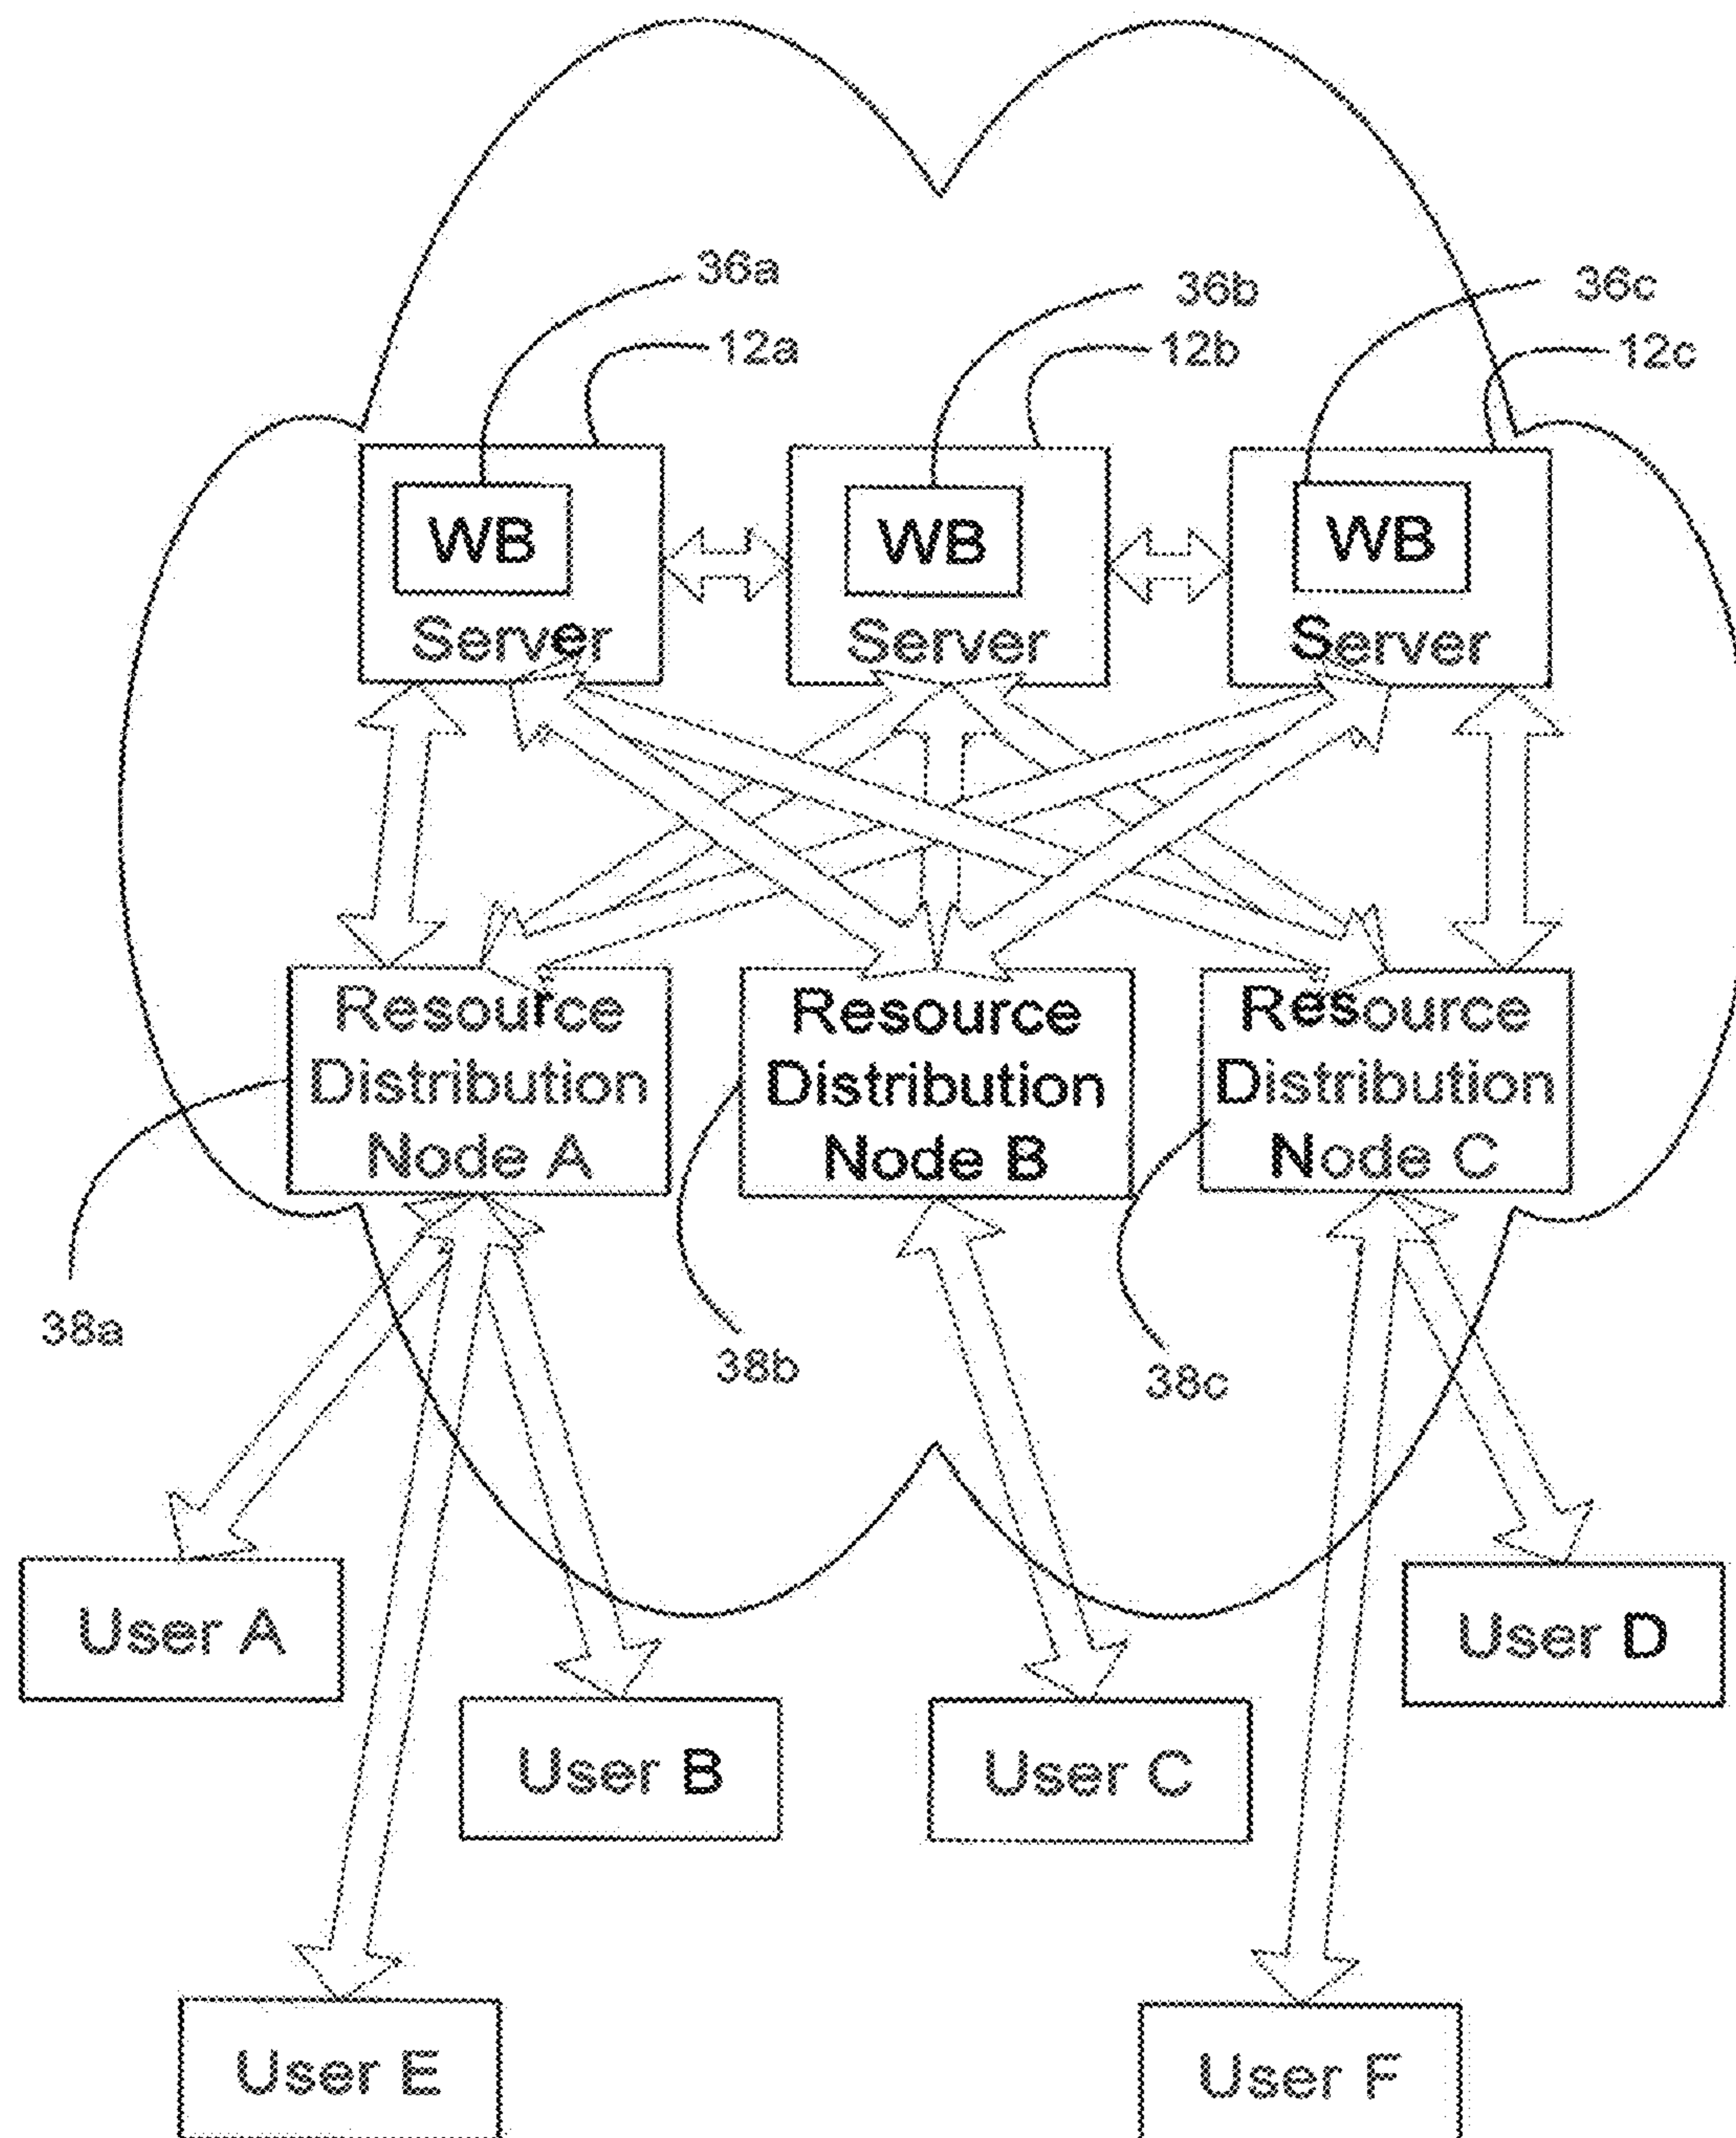 36a
36b
36c
12a
12b
12c
WB
WB
WB
Server
Server
Server
Resource
Distribution
Node A
Resource
Distribution
Node B
Resource
Distribution
Node C
38a
38b
38c
User A
User D
User B
User C
User E
User F